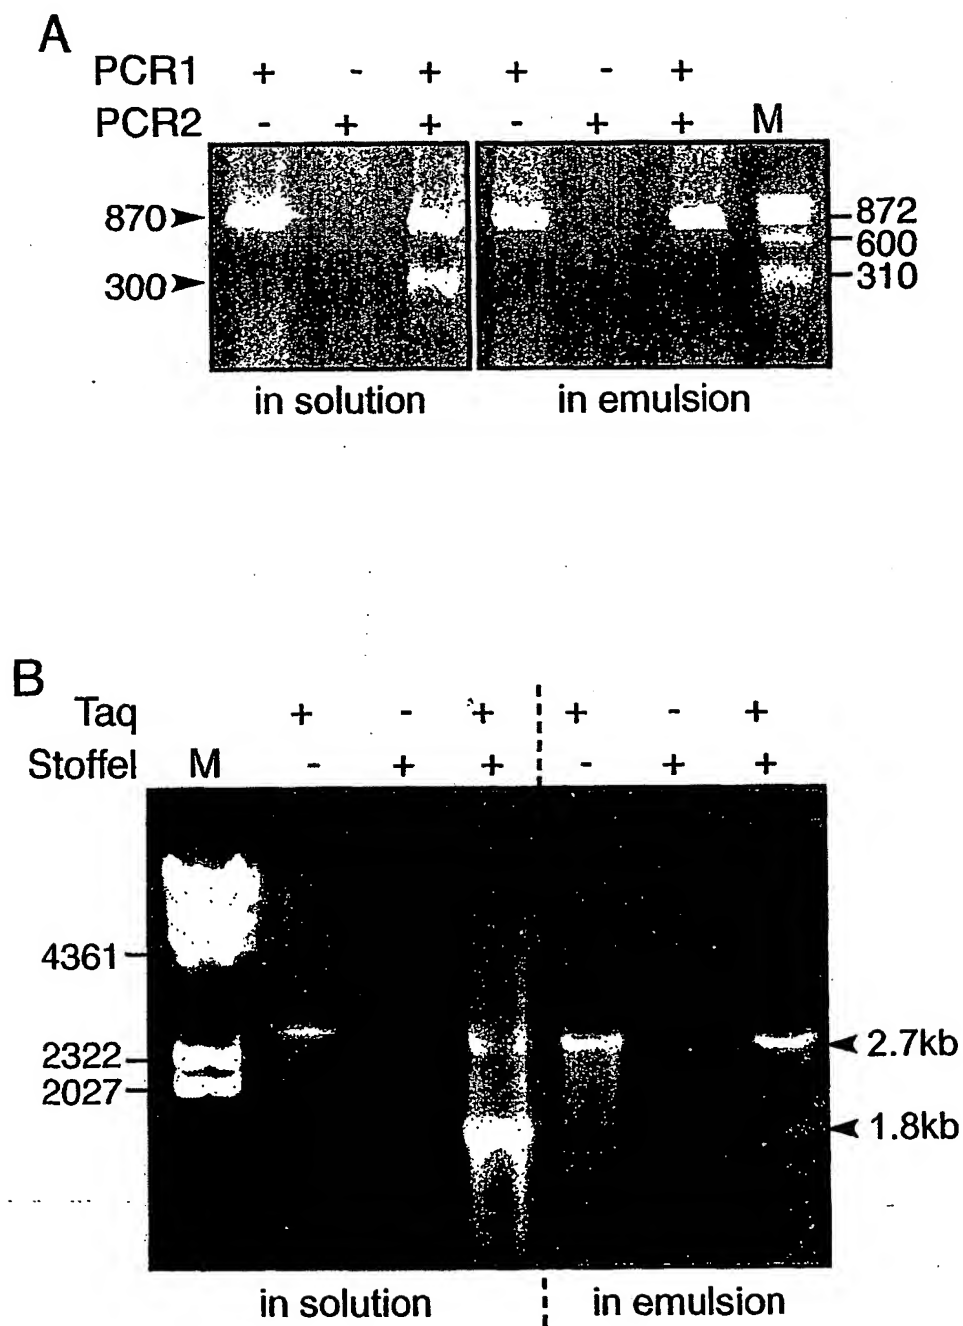 A
PCR1 + - + + - +
PCR2 - + + - + + M
870 872
600
300 310
in solution in emulsion
B
Taq + - + + - +
Stoffel M - + + - + +
4361
2322 2.7kb
2027
1.8kb
in solution in emulsion